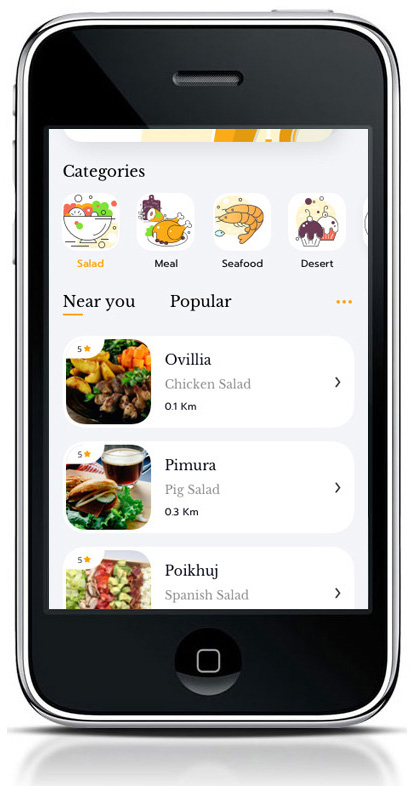 Categories
Salad Meal Seafood Desert
Near you Popular
5
Ovillia
Chicken Salad
0.1 Km
5
Pimura
Pig Salad
0.3 Km
5
Poikhuj
Spanish Salad